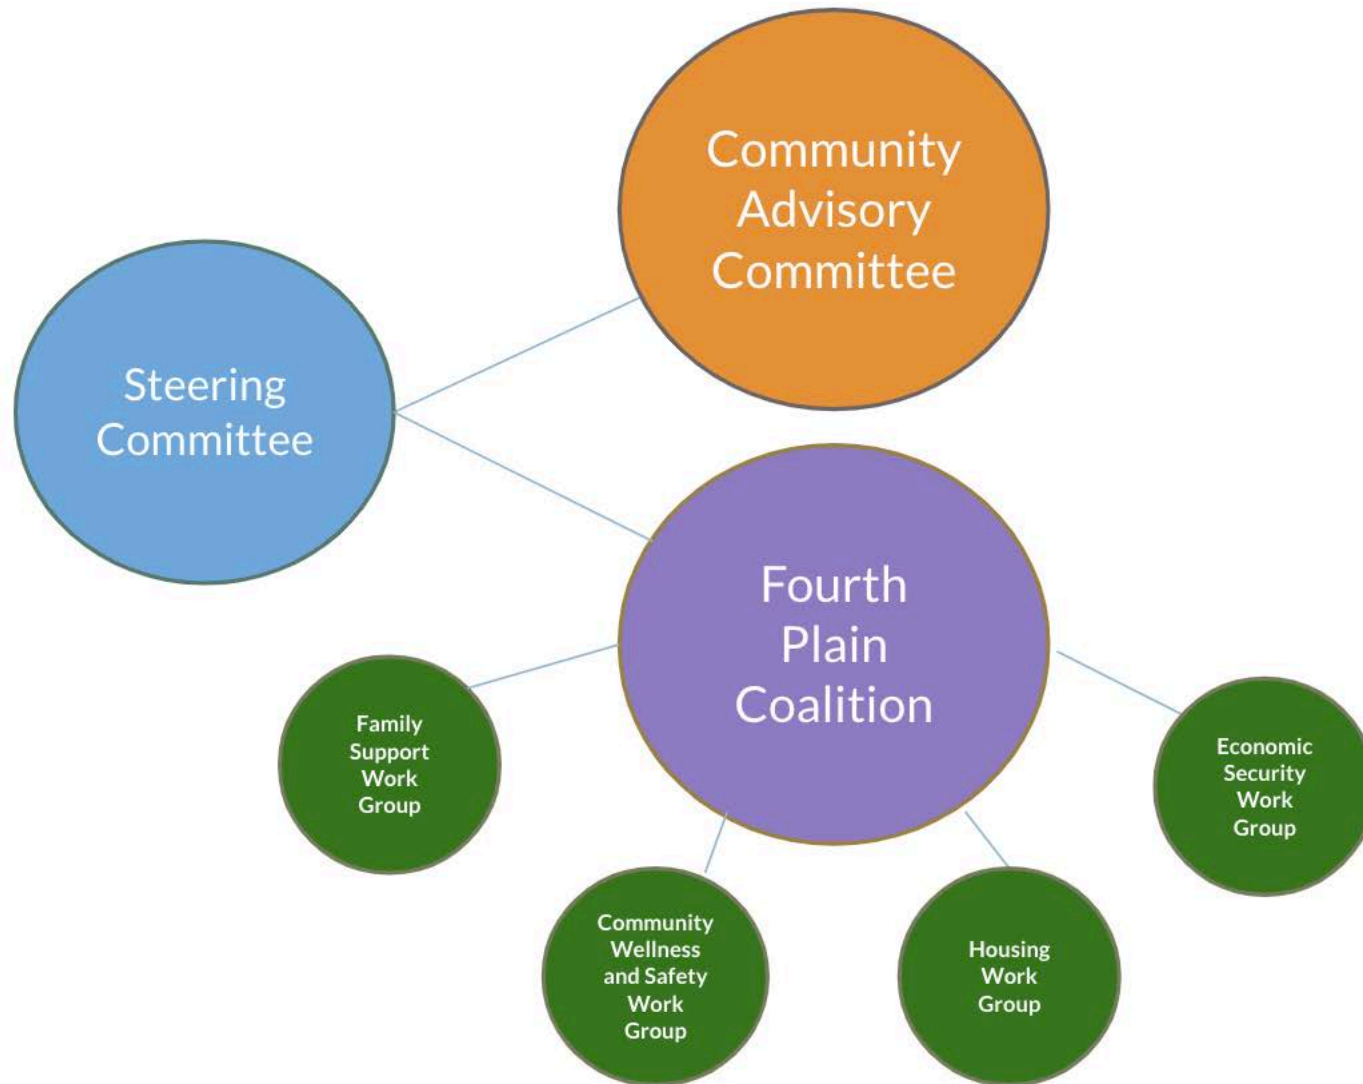 Community
Advisory
Committee
Steering
Committee
Fourth
Plain
Coalition
Family
Support
Work
Group
Economic
Security
Work
Group
Community
Wellness
and Safety
Work
Group
Housing
Work
Group